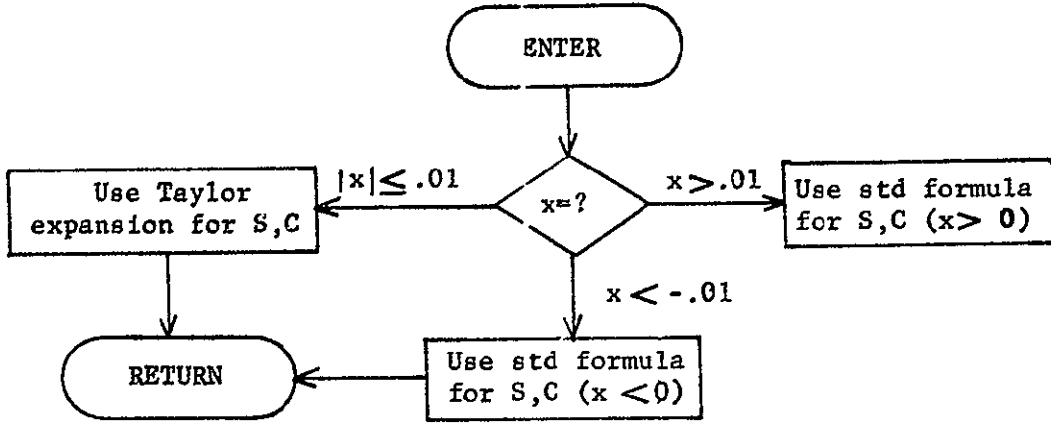 ENTER
|x|≤ .01
x=?
x>.01
Use Taylor
expansion for S,C
Use std formula
for S,C (x> 0)
x < -.01
RETURN
Use std formula
for S,C (x <0)